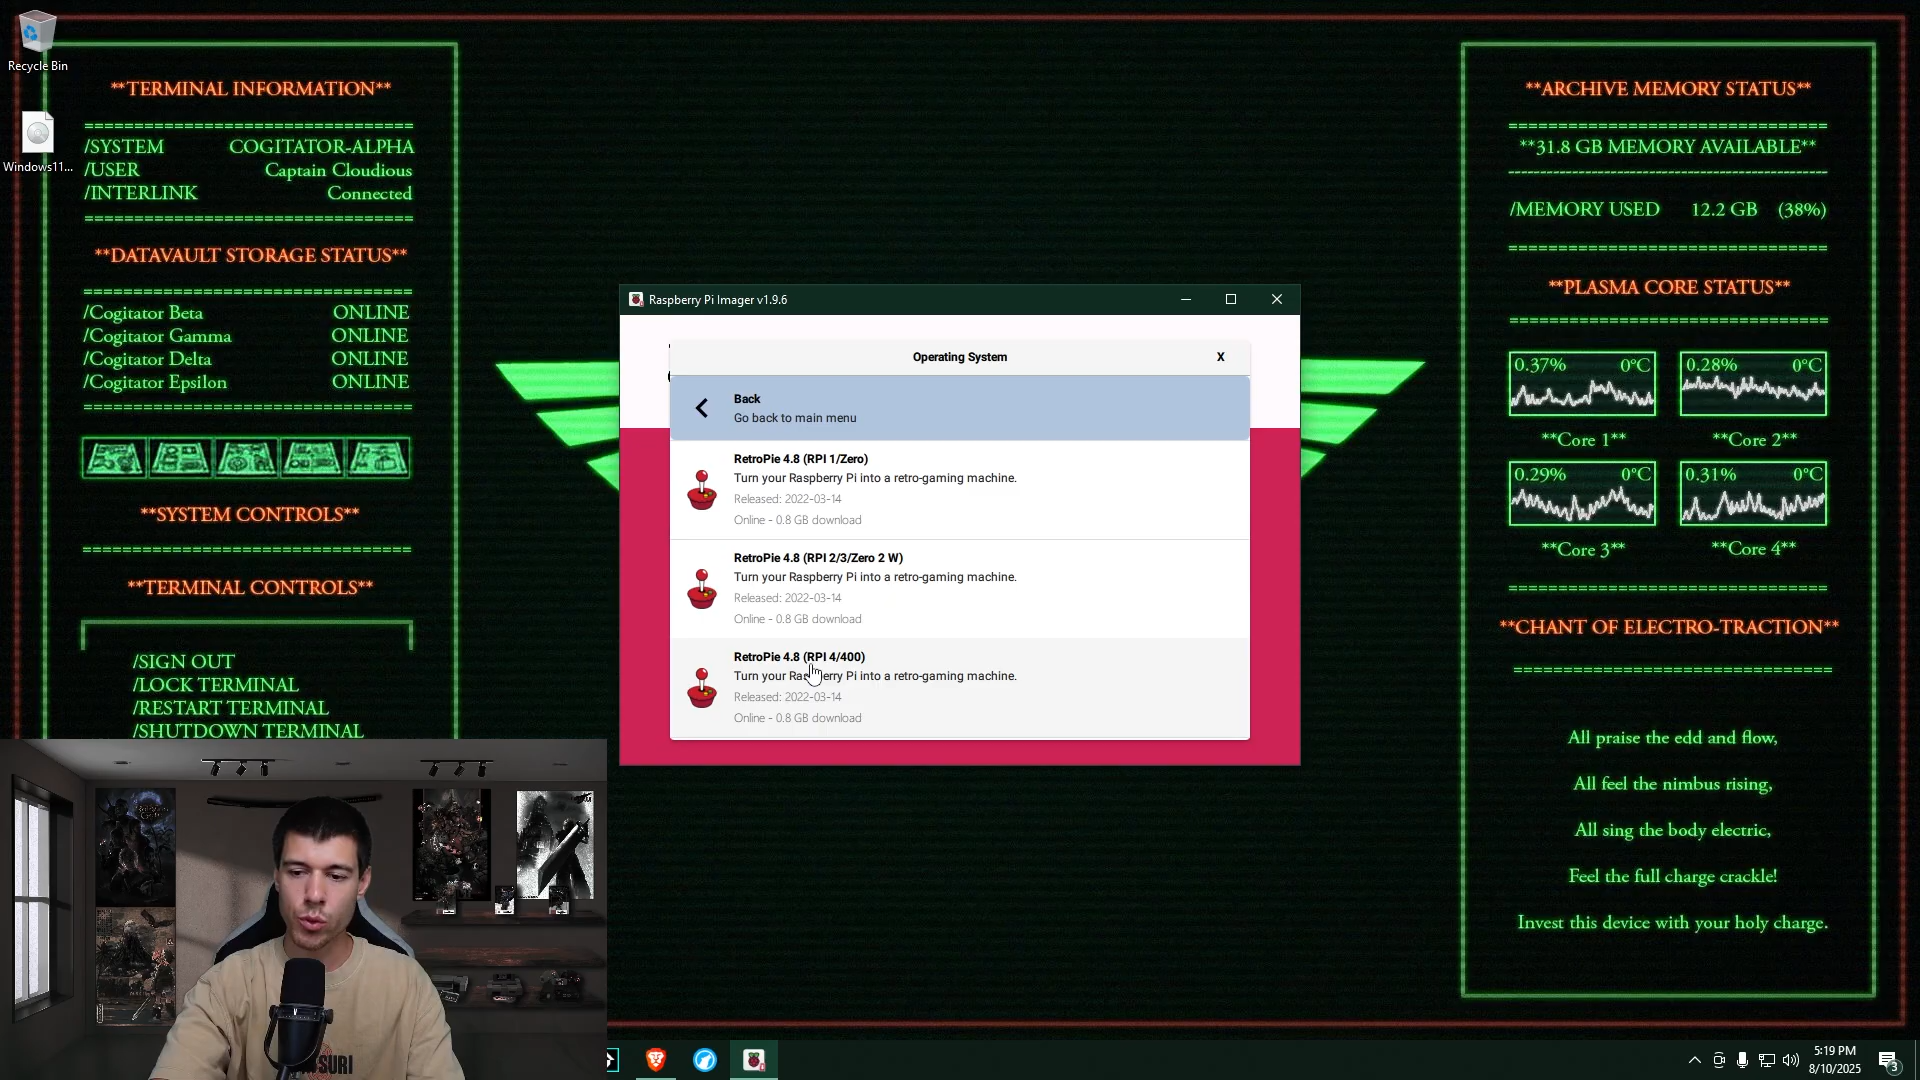 Recycle Bin
Windows11...
**TERMINAL INFORMATION**
/SYSTEM COGITATOR-ALPHA
/USER Captain Cloudious
/INTERLINK Connected
**DATAVAULT STORAGE STATUS**
/Cogitator Beta ONLINE
/Cogitator Gamma ONLINE
/Cogitator Delta ONLINE
/Cogitator Epsilon ONLINE
**SYSTEM CONTROLS**
**TERMINAL CONTROLS**
/SIGN OUT
/LOCK TERMINAL
/RESTART TERMINAL
/SHUTDOWN TERMINAL
Raspberry Pi Imager v1.9.6
Operating System
X
Back
Go back to main menu
RetroPie 4.8 (RPI 1/Zero)
Turn your Raspberry Pi into a retro-gaming machine.
Released: 2022-03-14
Online - 0.8 GB download
RetroPie 4.8 (RPI 2/3/Zero 2 W)
Turn your Raspberry Pi into a retro-gaming machine.
Released: 2022-03-14
Online - 0.8 GB download
RetroPie 4.8 (RPI 4/400)
Turn your Raspberry Pi into a retro-gaming machine.
Released: 2022-03-14
Online - 0.8 GB download
**ARCHIVE MEMORY STATUS**
**31.8 GB MEMORY AVAILABLE**
/MEMORY USED 12.2 GB (38%)
**PLASMA CORE STATUS**
0.37% 0°C 0.28% 0°C
**Core 1** **Core 2**
0.29% 0°C 0.31% 0°C
**Core 3** **Core 4**
**CHANT OF ELECTRO-TRACTION**
All praise the edd and flow,
All feel the nimbus rising,
All sing the body electric,
Feel the full charge crackle!
Invest this device with your holy charge.
5:19 PM
8/10/2025
3